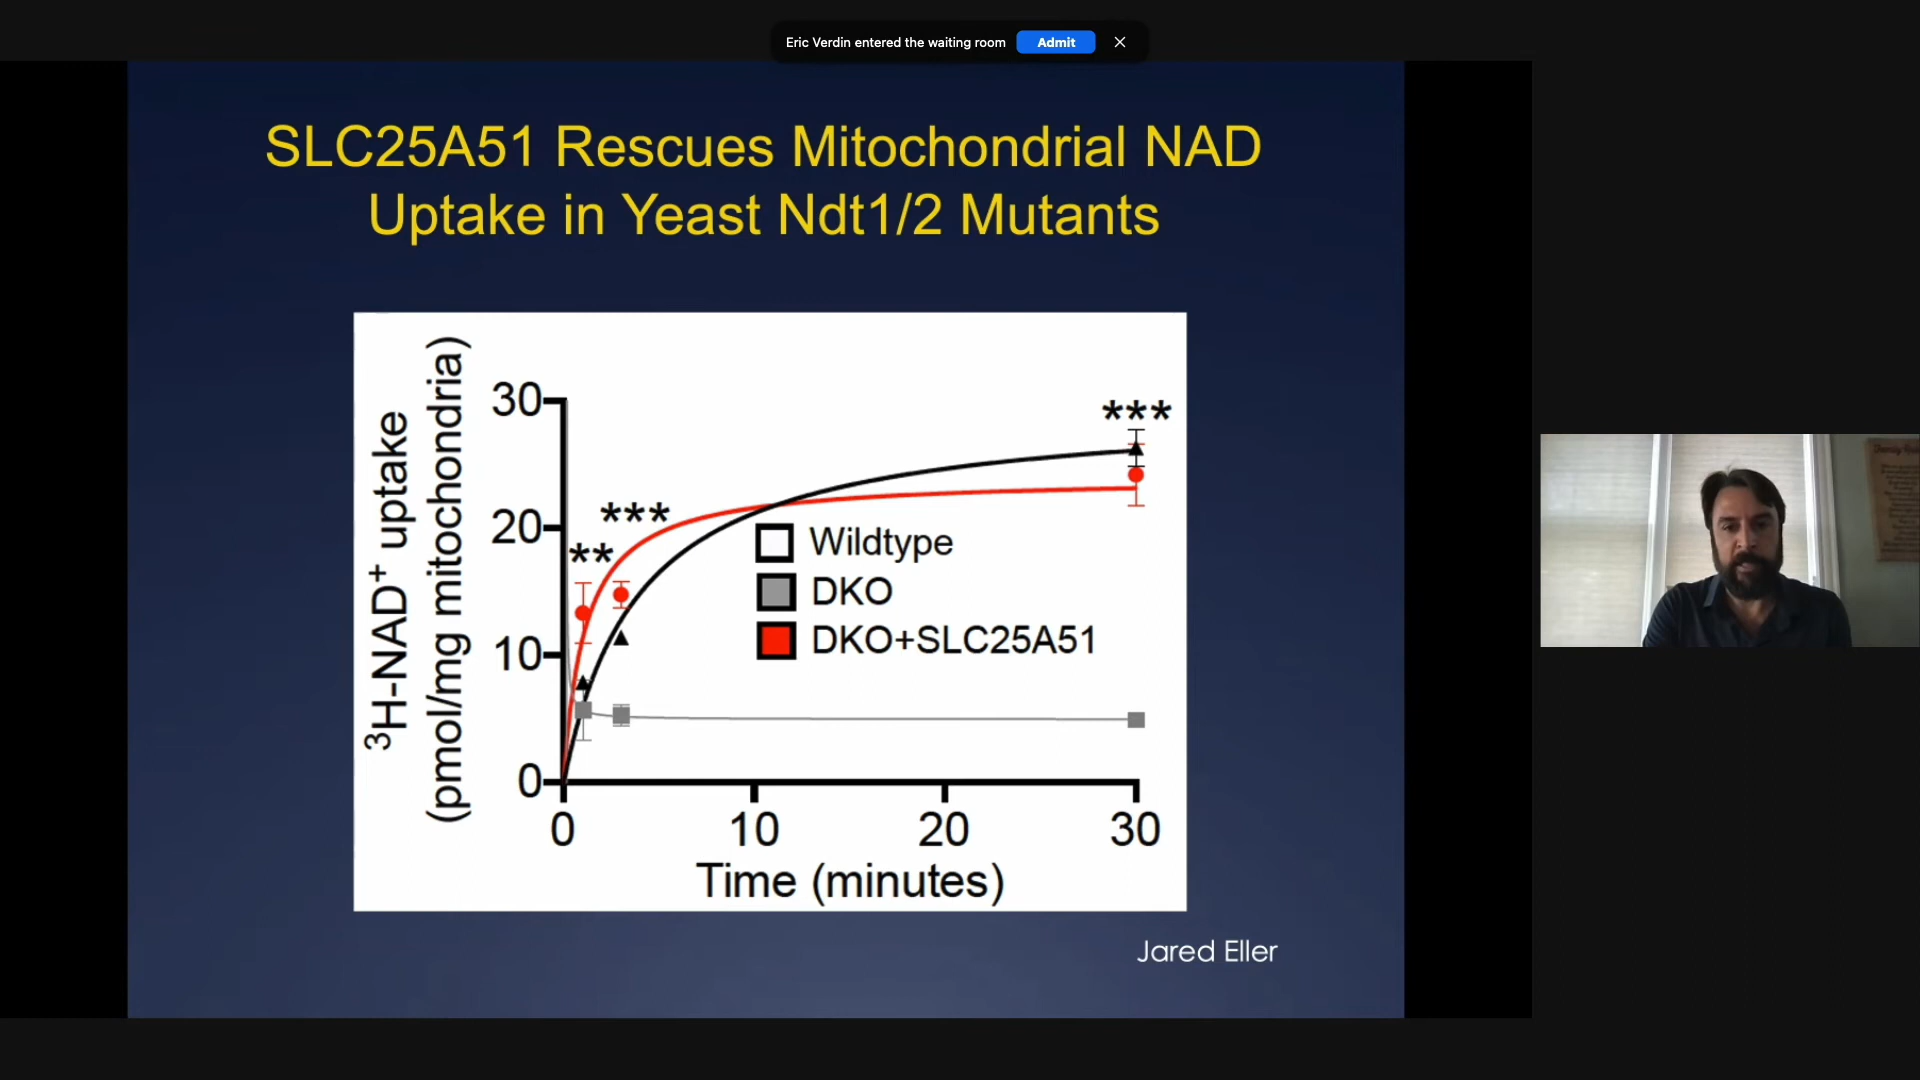 Eric Verdin entered the waiting room
Admit
SLC25A51 Rescues Mitochondrial NAD
Uptake in Yeast Ndt1/2 Mutants
³H-NAD⁺ uptake
(pmol/mg mitochondria)
30
20
10
0
***
***
**
Wildtype
DKO
DKO+SLC25A51
0 10 20 30
Time (minutes)
Jared Eller